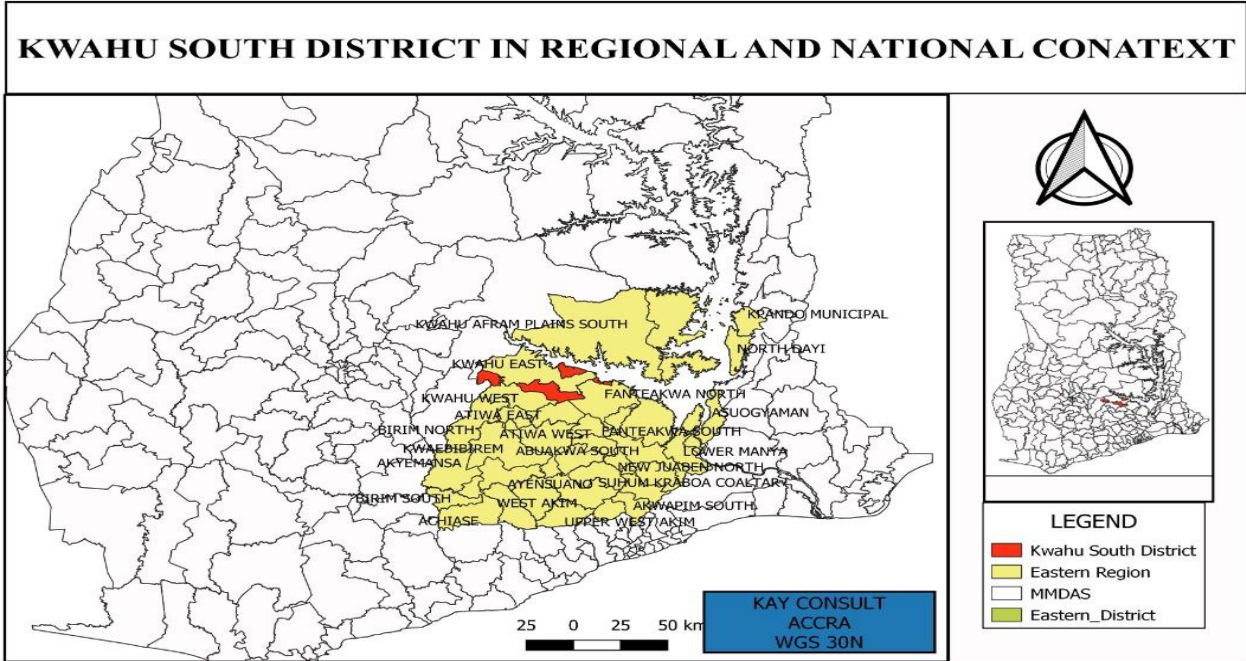 KWAHU SOUTH DISTRICT IN REGIONAL AND NATIONAL CONATEXT
KWAHU AFRAM PLAINS SOUTH
KPANDO MUNICIPAL
NORTH DAYI
KWAHU EAST
KWAHU WEST
FANTEAKWA NORTH
ATIWA EAST
ASUOGYAMAN
BIRIM NORTH
ATIWA WEST
FANTEAKWA SOUTH
KWAEBIBIREM
ABUAKWA SOUTH
LOWER MANYA
AKYEMANSA
NEW JUABEN NORTH
AYENSUANO
SUHUM KRABOA COALTAR
BIRIM SOUTH
WEST AKIM
AKWAPIM SOUTH
ACHIASE
UPPER WEST AKIM
25 0 25 50 km
KAY CONSULT
ACCRA
WGS 30N
LEGEND
Kwahu South District
Eastern Region
MMDAS
Eastern_District